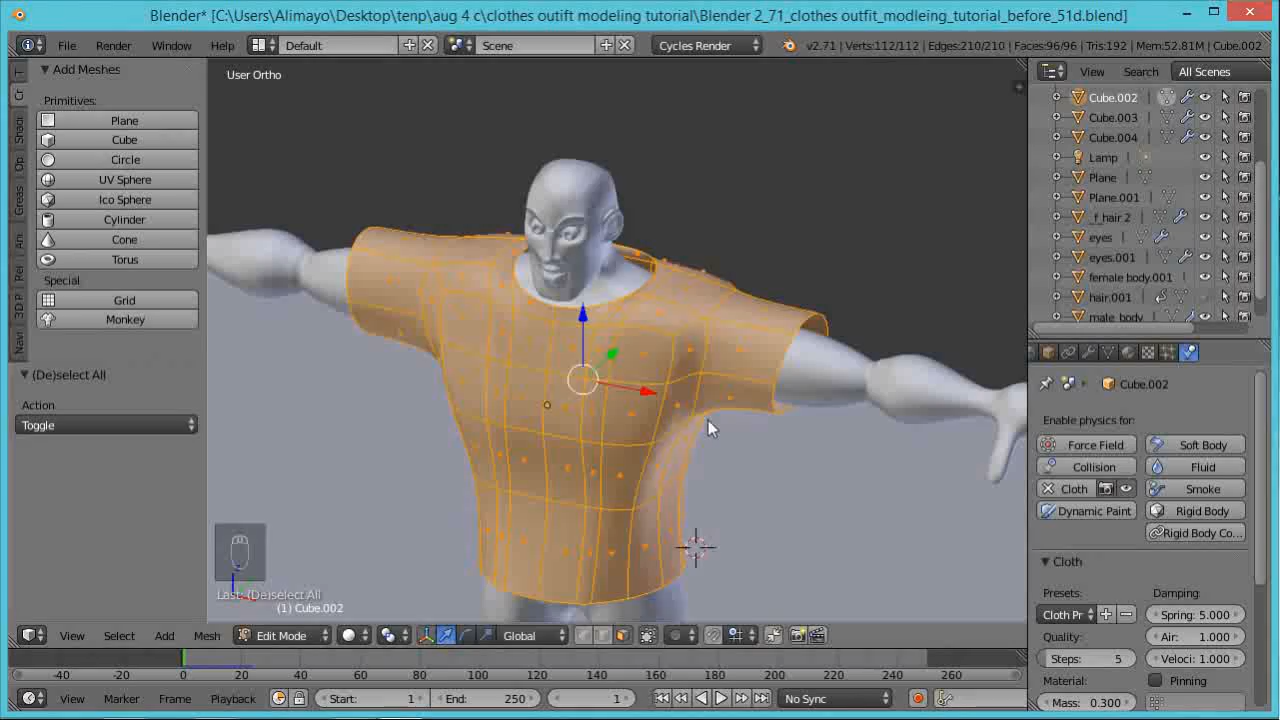 Blender* [C:\Users\Alimayo\Desktop\tenp\aug 4 c\clothes outift modeling tutorial\Blender 2_71_clothes outfit_modleing_tutorial_before_51d.blend]
File Render Window Help Default Scene Cycles Render v2.71 | Verts:112/112 | Edges:210/210 | Faces:96/96 | Tris:192 | Mem:52.81M | Cube.002
Add Meshes
Primitives:
Plane
Cube
Circle
UV Sphere
Ico Sphere
Cylinder
Cone
Torus
Special
Grid
Monkey
(De)select All
Action
Toggle
T
Cr
Shadi
Op
Greas
Ani
Rel
3D P
Navi
User Ortho
Last: (De)select All
(1) Cube.002
View Select Add Mesh Edit Mode Global
-40 -20 0 20 40 60 80 100 120 140 160 180 200 220 240 260
View Marker Frame Playback Start: 1 End: 250 1 No Sync
View Search All Scenes
Cube.002
Cube.003
Cube.004
Lamp
Plane
Plane.001
_f_hair 2
eyes
eyes.001
female body.001
hair.001
male body
Cube.002
Enable physics for:
Force Field Soft Body
Collision Fluid
Cloth Smoke
Dynamic Paint Rigid Body
Rigid Body Co...
Cloth
Presets: Damping:
Cloth Pr Spring: 5.000
Quality: Air: 1.000
Steps: 5 Veloci: 1.000
Material: Pinning
Mass: 0.300